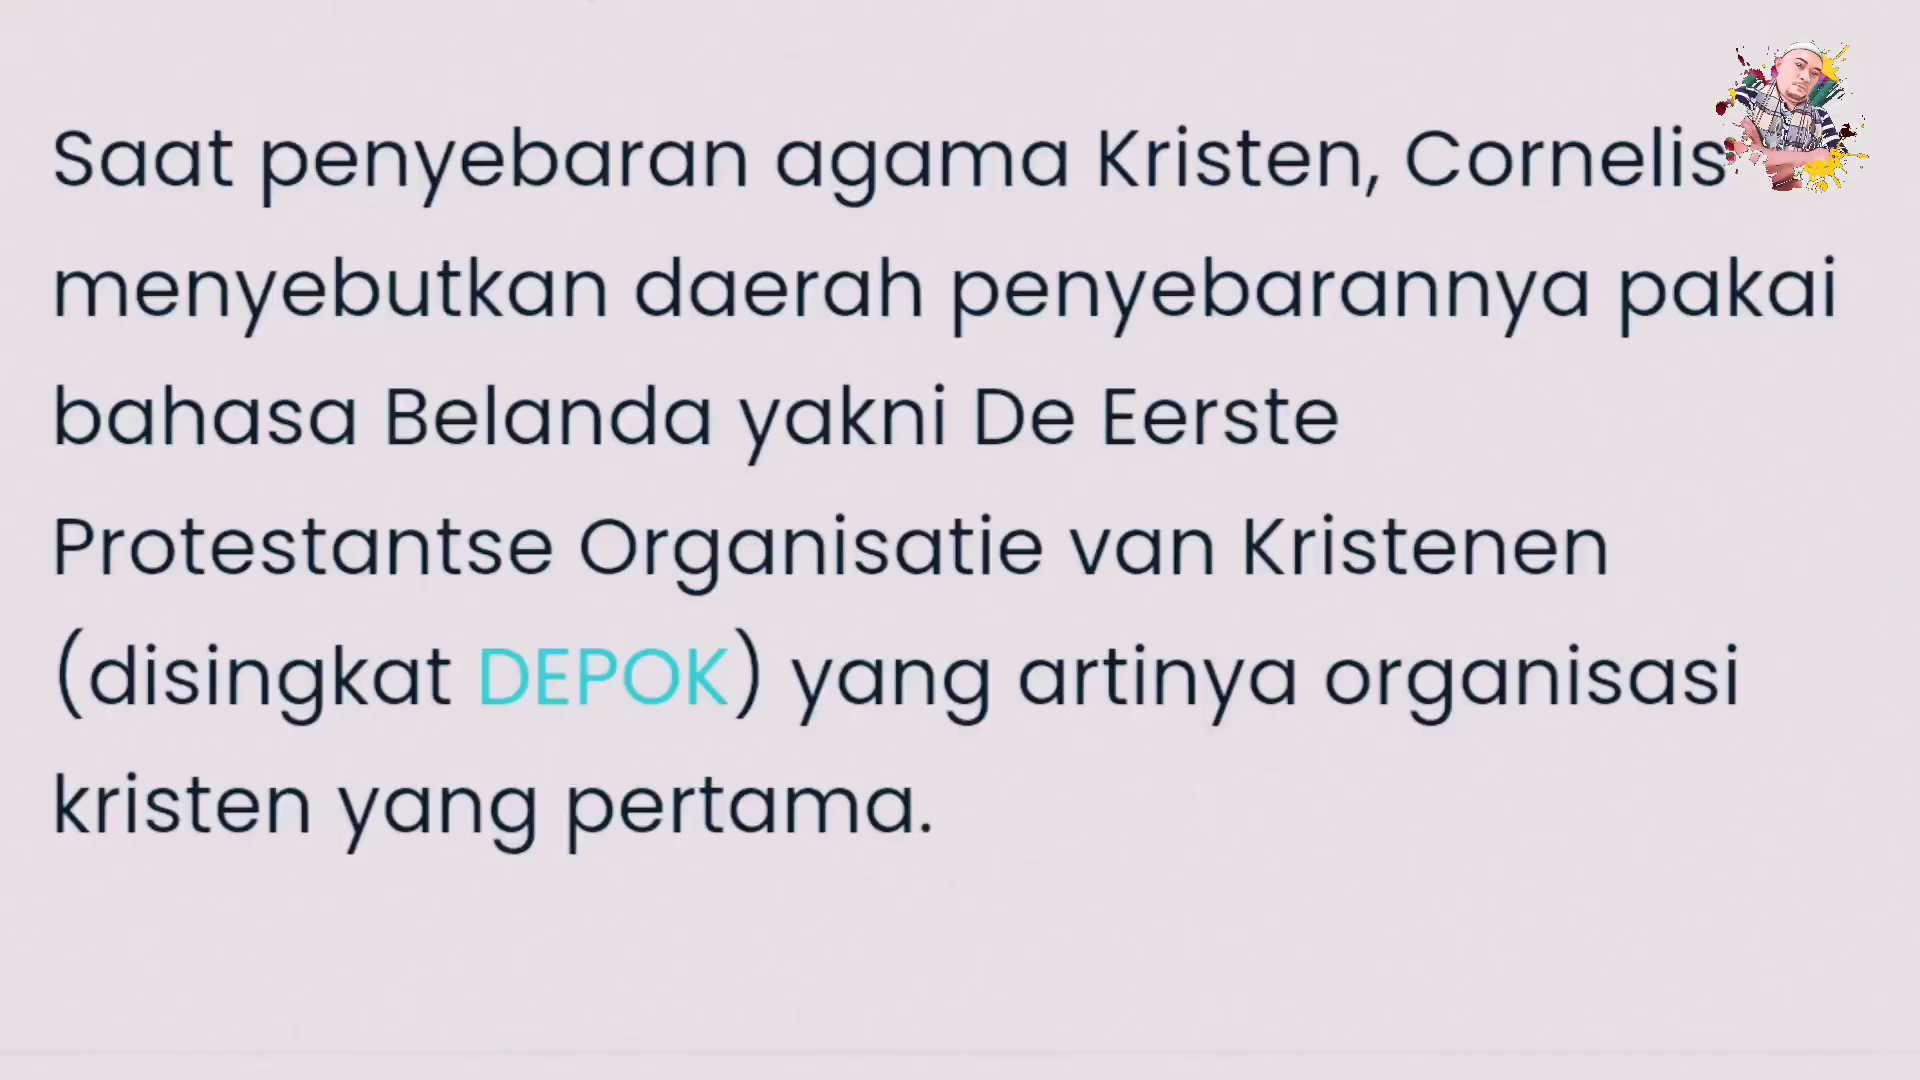 Saat penyebaran agama Kristen, Cornelis
menyebutkan daerah penyebarannya pakai
bahasa Belanda yakni De Eerste
Protestantse Organisatie van Kristenen
(disingkat DEPOK) yang artinya organisasi
kristen yang pertama.